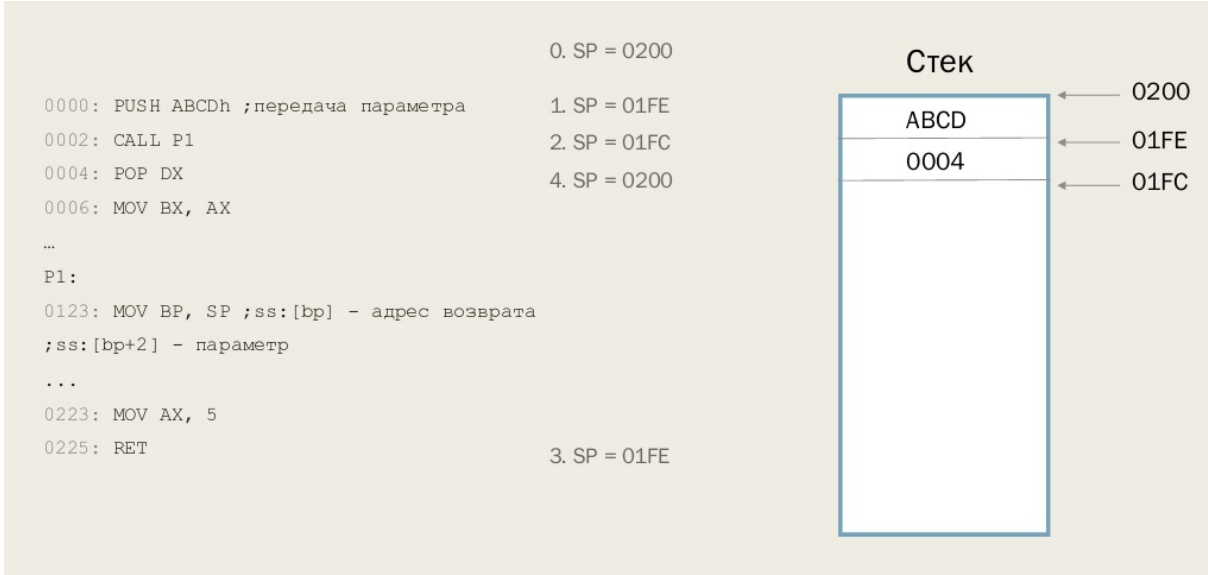 0. SP = 0200
0000: PUSH ABCDh ;передача параметра
1. SP = 01FE
0002: CALL P1
2. SP = 01FC
0004: POP DX
4. SP = 0200
0006: MOV BX, AX
…
P1:
0123: MOV BP, SP ;ss:[bp] - адрес возврата
;ss:[bp+2] - параметр
...
0223: MOV AX, 5
0225: RET
3. SP = 01FE
Стек
0200
ABCD
01FE
0004
01FC